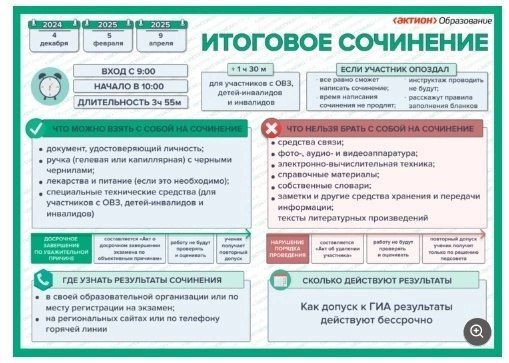 ‹АКТИОН› Образование
2024
4
декабря
2025
5
февраля
2025
9
апреля
ИТОГОВОЕ СОЧИНЕНИЕ
ВХОД С 9:00
НАЧАЛО В 10:00
ДЛИТЕЛЬНОСТЬ 3ч 55м
+ 1 ч 30 м
для участников с ОВЗ,
детей-инвалидов
и инвалидов
ЕСЛИ УЧАСТНИК ОПОЗДАЛ
- все равно сможет
написать сочинение;
- время написания
сочинения не продлят;
- инструктаж проводить
не будут;
- расскажут правила
заполнения бланков
ЧТО МОЖНО ВЗЯТЬ С СОБОЙ НА СОЧИНЕНИЕ
• документ, удостоверяющий личность;
• ручка (гелевая или капиллярная) с черными
чернилами;
• лекарства и питание (если это необходимо);
• специальные технические средства (для
участников с ОВЗ, детей-инвалидов и
инвалидов)
ЧТО НЕЛЬЗЯ БРАТЬ С СОБОЙ НА СОЧИНЕНИЕ
• средства связи;
• фото-, аудио- и видеоаппаратура;
• электронно-вычислительная техника;
• справочные материалы;
• собственные словари;
• заметки и другие средства хранения и передачи
информации;
тексты литературных произведений
ДОСРОЧНОЕ
ЗАВЕРШЕНИЕ
ПО УВАЖИТЕЛЬНОЙ
ПРИЧИНЕ
составляется «Акт о
досрочном завершении
экзамена по
объективным причинам»
работу не будут
проверять
и оценивать
ученик
получает
повторный
допуск
НАРУШЕНИЕ
ПОРЯДКА
ПРОВЕДЕНИЯ
составляется
«Акт об удалении
участника»
работу не будут
проверять
и оценивать
повторный допуск
ученик получает
только по решению
педсовета
ГДЕ УЗНАТЬ РЕЗУЛЬТАТЫ СОЧИНЕНИЯ
• в своей образовательной организации или по
месту регистрации на экзамен;
• на региональных сайтах или по телефону
горячей линии
СКОЛЬКО ДЕЙСТВУЮТ РЕЗУЛЬТАТЫ
Как допуск к ГИА результаты
действуют бессрочно